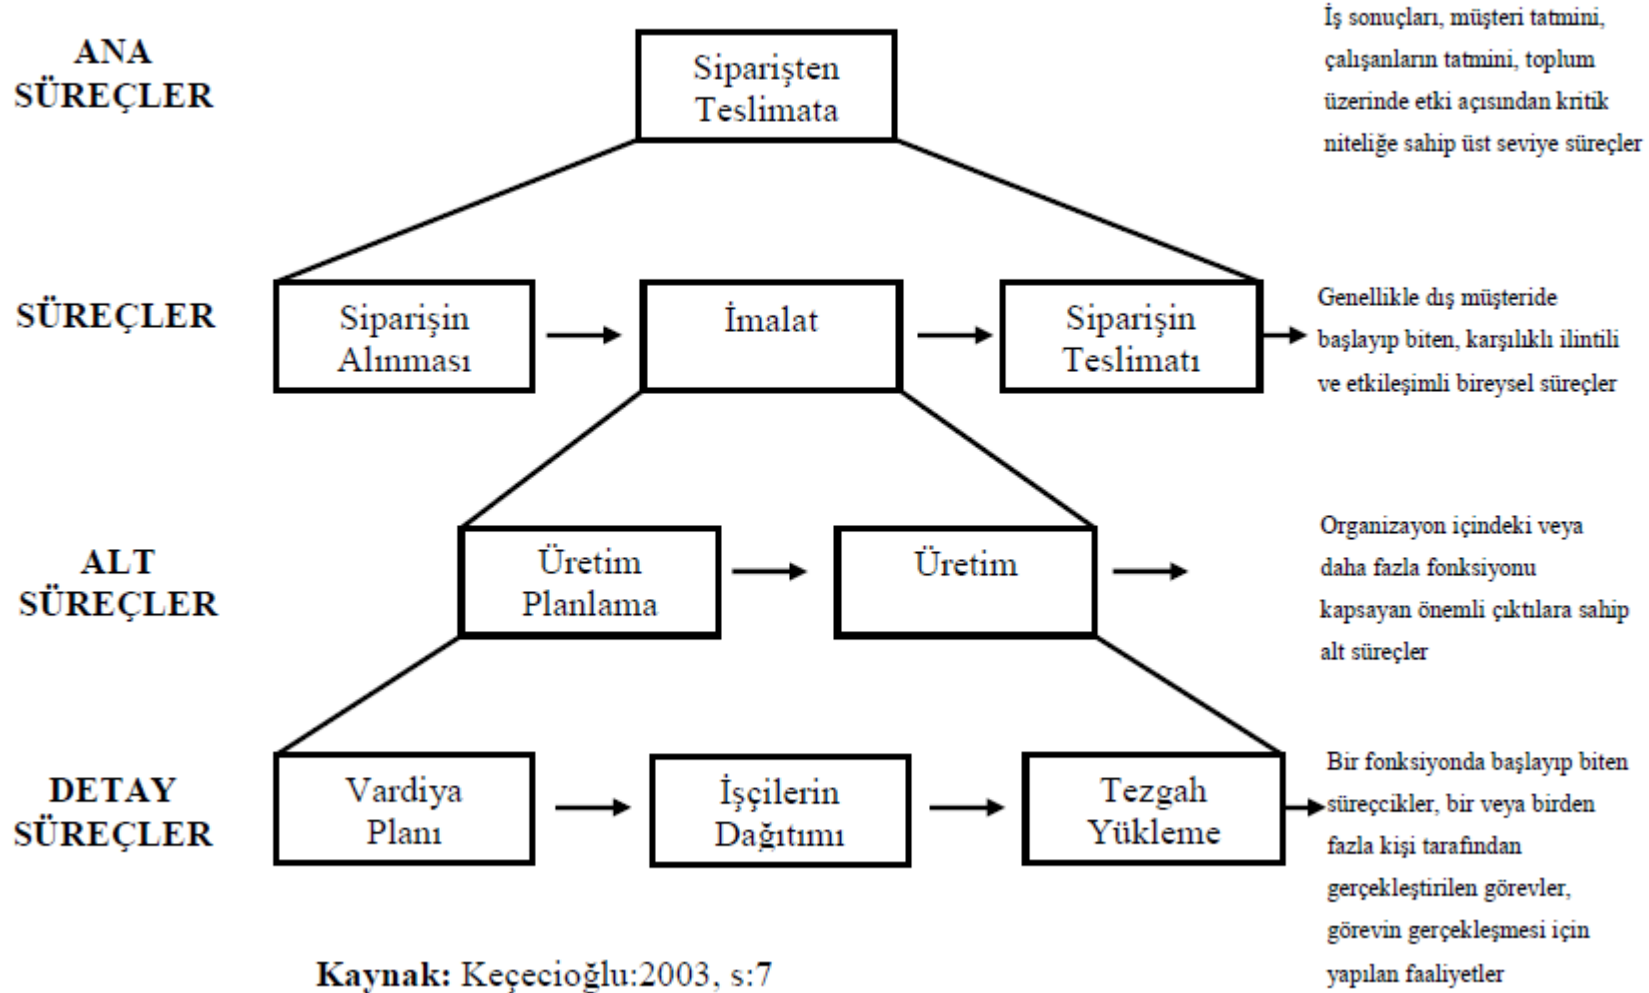 ANA
SÜREÇLER
Siparişten
Teslimata
İş sonuçları, müşteri tatmini,
çalışanların tatmini, toplum
üzerinde etki açısından kritik
niteliğe sahip üst seviye süreçler
SÜREÇLER
Siparişin
Alınması
İmalat
Siparişin
Teslimatı
Genellikle dış müşteride
başlayıp biten, karşılıklı ilintili
ve etkileşimli bireysel süreçler
ALT
SÜREÇLER
Üretim
Planlama
Üretim
Organizayon içindeki veya
daha fazla fonksiyonu
kapsayan önemli çıktılara sahip
alt süreçler
DETAY
SÜREÇLER
Vardiya
Planı
İşçilerin
Dağıtımı
Tezgah
Yükleme
Bir fonksiyonda başlayıp biten
süreçcikler, bir veya birden
fazla kişi tarafından
gerçekleştirilen görevler,
görevin gerçekleşmesi için
yapılan faaliyetler
Kaynak: Keçecioğlu:2003, s:7